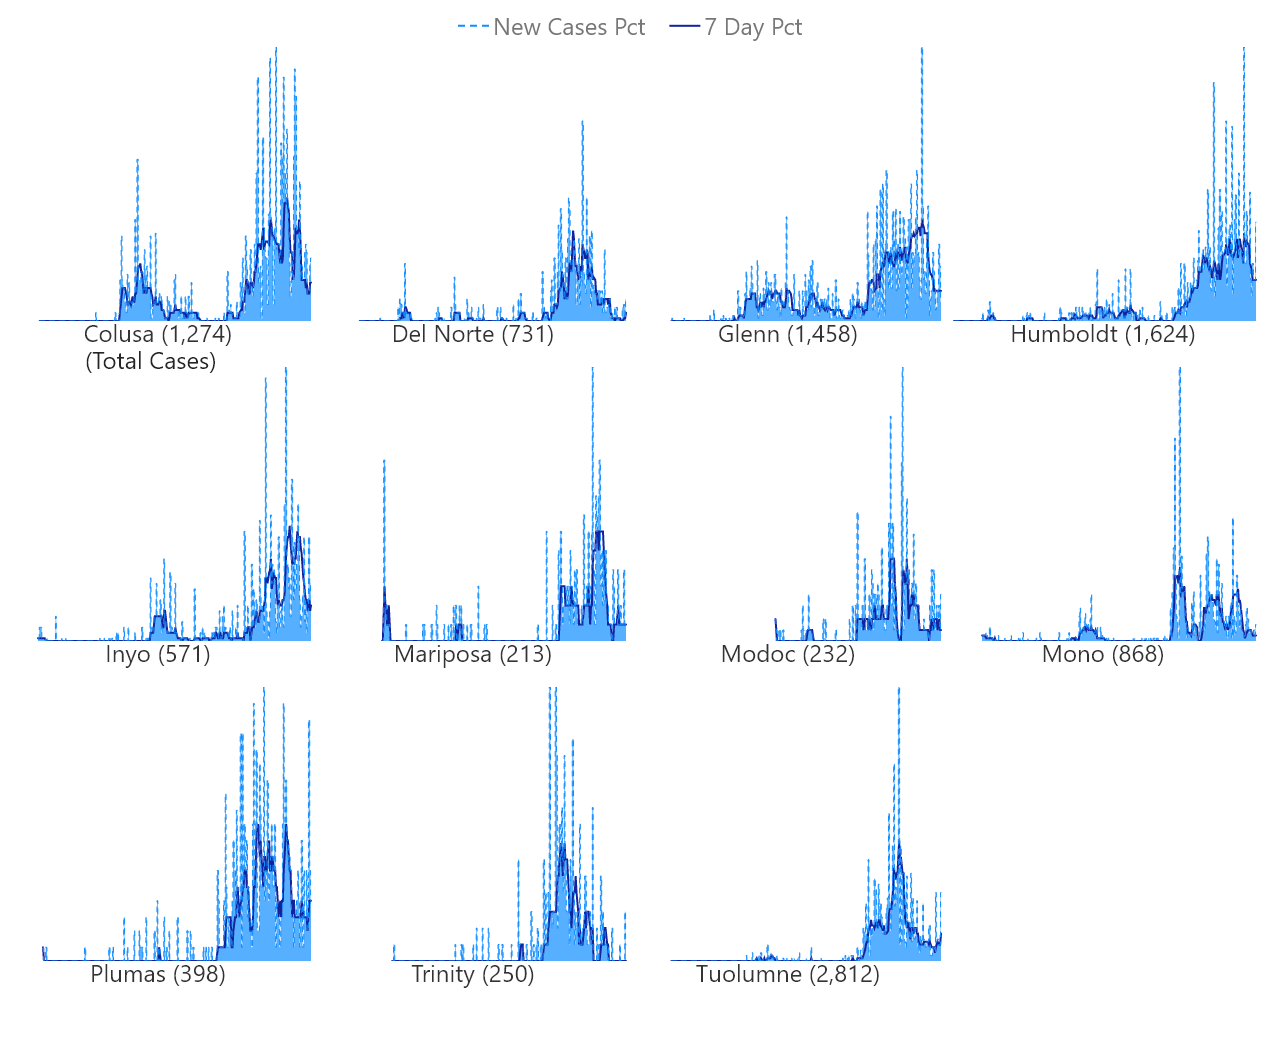 New Cases Pct 7 Day Pct
Colusa (1,274) Del Norte (731) Glenn (1,458) Humboldt (1,624)
(Total Cases)
Inyo (571) Mariposa (213) Modoc (232) Mono (868)
Plumas (398) Trinity (250) Tuolumne (2,812)